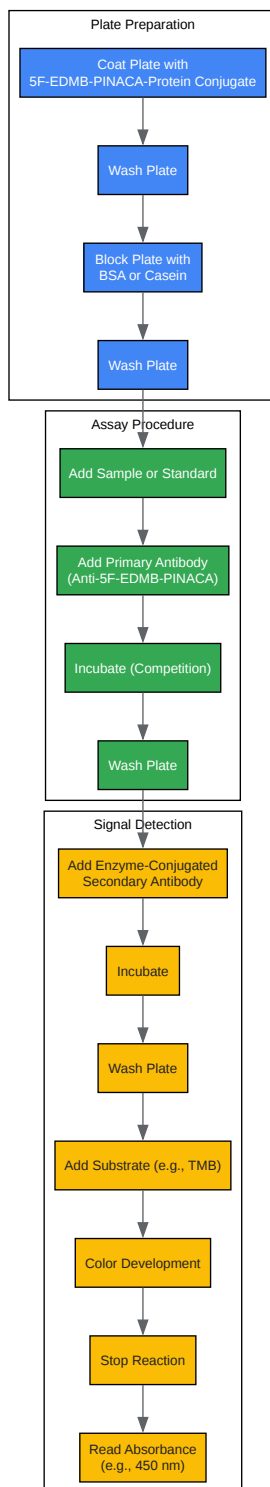 Plate Preparation
Coat Plate with
5F-EDMB-PINACA-Protein Conjugate
Wash Plate
Block Plate with
BSA or Casein
Wash Plate
Assay Procedure
Add Sample or Standard
Add Primary Antibody
(Anti-5F-EDMB-PINACA)
Incubate (Competition)
Wash Plate
Signal Detection
Add Enzyme-Conjugated
Secondary Antibody
Incubate
Wash Plate
Add Substrate (e.g., TMB)
Color Development
Stop Reaction
Read Absorbance
(e.g., 450 nm)